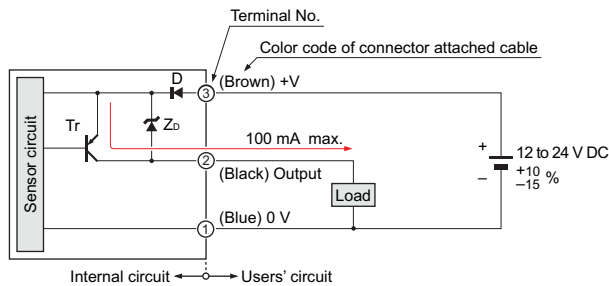 Terminal No.
Color code of connector attached cable
D
3
(Brown) +V
Tr
ZD
100 mA max.
Sensor circuit
2
(Black) Output
Load
+
–
12 to 24 V DC
+10
–15 %
1
(Blue) 0 V
Internal circuit
Users' circuit